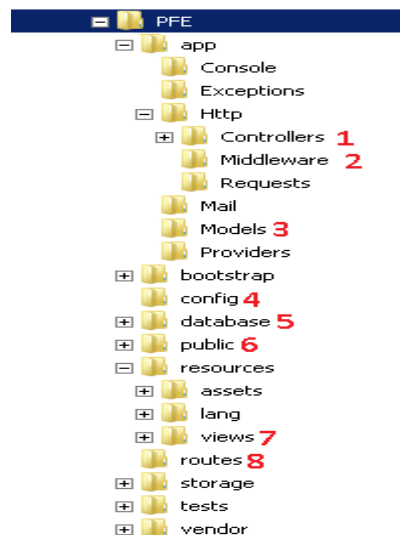 PFE
app
Console
Exceptions
Http
Controllers 1
Middleware 2
Requests
Mail
Models 3
Providers
bootstrap
config 4
database 5
public 6
resources
assets
lang
views 7
routes 8
storage
tests
vendor